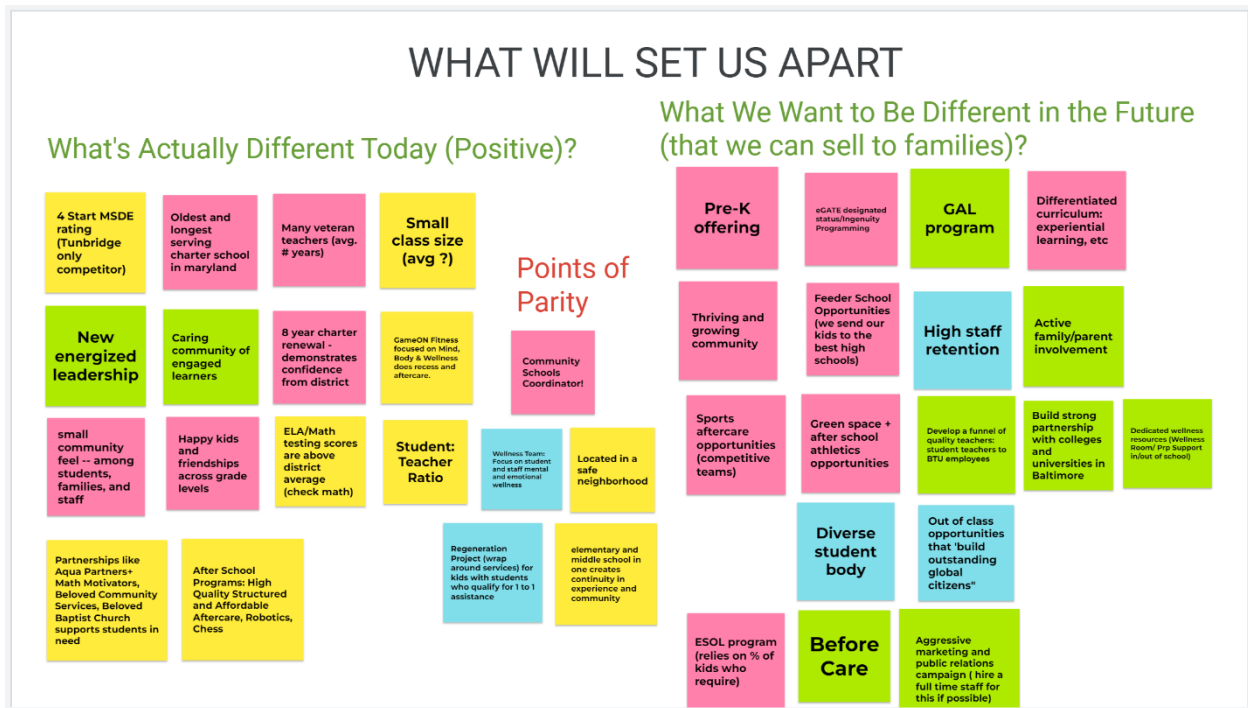 WHAT WILL SET US APART
What's Actually Different Today (Positive)?
4 Start MSDE
rating
(Tunbridge
only
competitor)
Oldest and
longest
serving
charter school
in maryland
Many veteran
teachers (avg.
# years)
Small
class size
(avg ?)
New
energized
leadership
Caring
community of
engaged
learners
8 year charter
renewal -
demonstrates
confidence
from district
GameON Fitness
focused on Mind,
Body & Wellness
does recess and
aftercare.
small
community
feel -- among
students,
families, and
staff
Happy kids
and
friendships
across grade
levels
ELA/Math
testing scores
are above
district
average
(check math)
Student:
Teacher
Ratio
Partnerships like
Aqua Partners+
Math Motivators,
Beloved Community
Services, Beloved
Baptist Church
supports students in
need
After School
Programs: High
Quality Structured
and Affordable
Aftercare, Robotics,
Chess
Points of
Parity
Community
Schools
Coordinator!
Wellness Team:
Focus on student
and staff mental
and emotional
wellness
Located in a
safe
neighborhood
Regeneration
Project (wrap
around services) for
kids with students
who qualify for 1 to 1
assistance
elementary and
middle school in
one creates
continuity in
experience and
community
What We Want to Be Different in the Future
(that we can sell to families)?
Pre-K
offering
eGATE designated
status/Ingenuity
Programming
GAL
program
Differentiated
curriculum:
experiential
learning, etc
Thriving and
growing
community
Feeder School
Opportunities
(we send our
kids to the
best high
schools)
High staff
retention
Active
family/parent
involvement
Sports
aftercare
opportunities
(competitive
teams)
Green space +
after school
athletics
opportunities
Develop a funnel of
quality teachers:
student teachers to
BTU employees
Build strong
partnership
with colleges
and
universities in
Baltimore
Dedicated wellness
resources (Wellness
Room/ Prp Support
in/out of school)
Diverse
student
body
Out of class
opportunities
that 'build
outstanding
global
citizens"
ESOL program
(relies on % of
kids who
require)
Before
Care
Aggressive
marketing and
public relations
campaign ( hire a
full time staff for
this if possible)